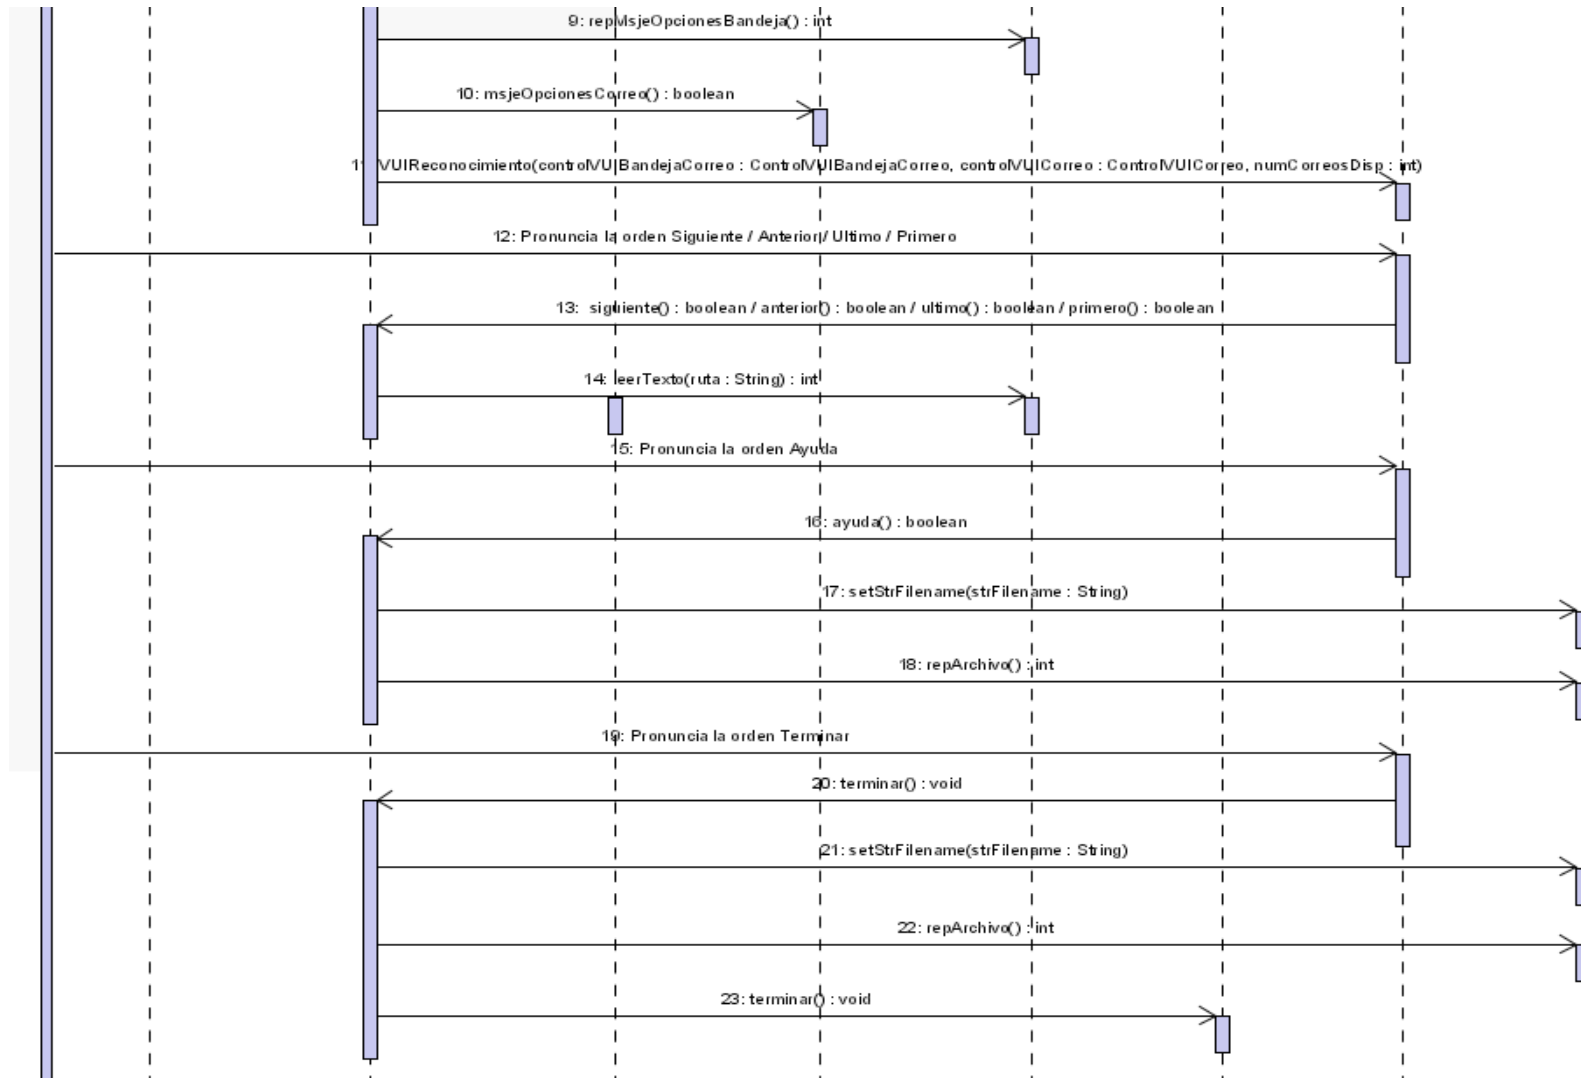 9: repMsjeOpcionesBandeja() : int
10: msjeOpcionesCorreo() : boolean
11: IVUIReconocimiento(controlVUIBandejaCorreo : ControlVUIBandejaCorreo, controlVUICorreo : ControlVUICorreo, numCorreosDisp : int)
12: Pronuncia la orden Siguiente / Anterior / Ultimo / Primero
13: siguiente() : boolean / anterior() : boolean / ultimo() : boolean / primero() : boolean
14: leerTexto(ruta : String) : int
15: Pronuncia la orden Ayuda
16: ayuda() : boolean
17: setStrFilename(strFilename : String)
18: repArchivo() : int
19: Pronuncia la orden Terminar
20: terminar() : void
21: setStrFilename(strFilename : String)
22: repArchivo() : int
23: terminar() : void